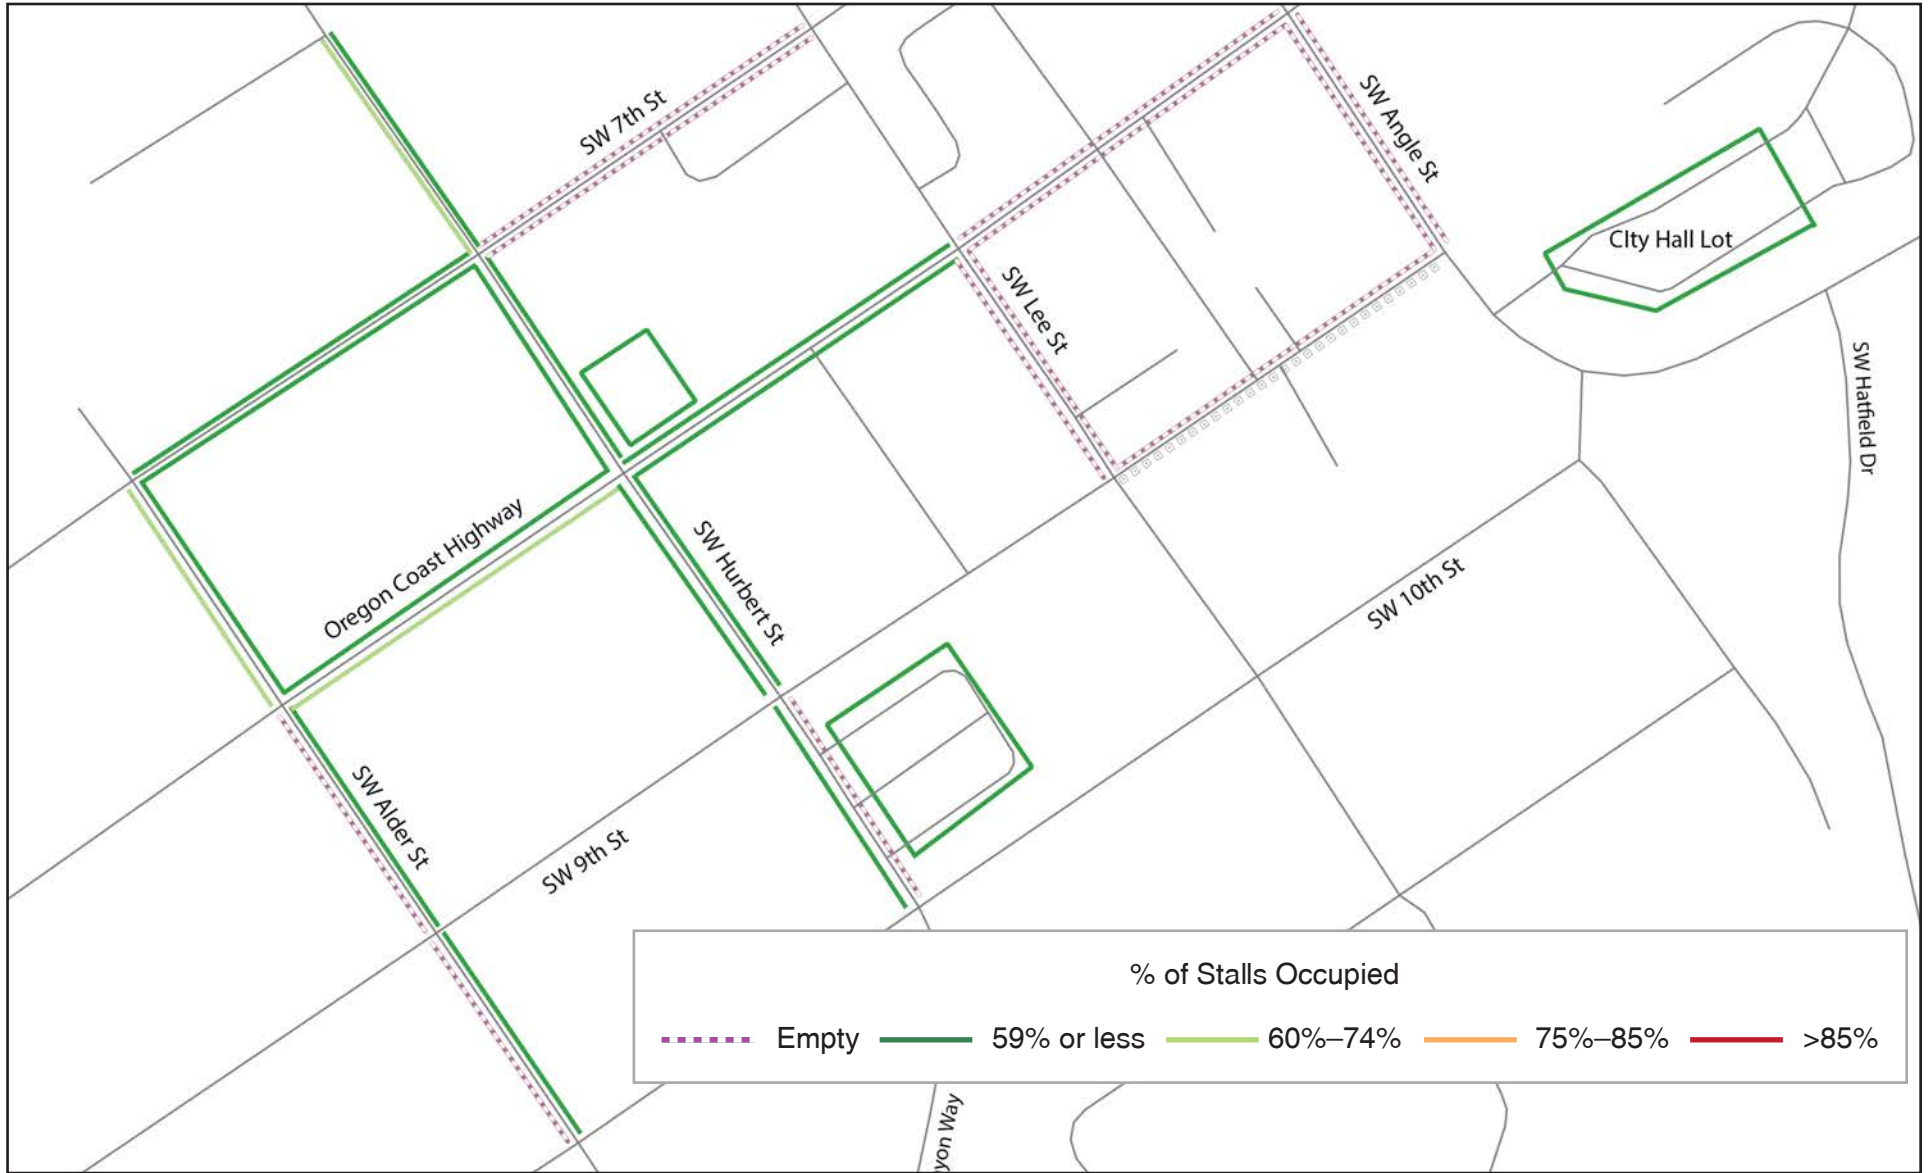 SW 7th St
SW Angle St
CIty Hall Lot
SW Lee St
SW Hatfield Dr
Oregon Coast Highway
SW Hurbert St
SW 10th St
SW Alder St
SW 9th St
% of Stalls Occupied
Empty 59% or less 60%–74% 75%–85% >85%
yon Way